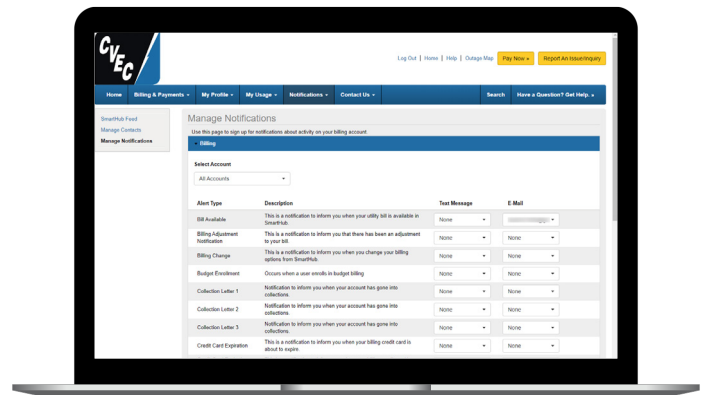 CVEC
Log Out | Home | Help | Outage Map Pay Now » Report An Issue/Inquiry
Home Billing & Payments My Profile My Usage Notifications Contact Us Search Have a Question? Get Help. »
SmartHub Feed
Manage Contacts
Manage Notifications
Manage Notifications
Use this page to sign up for notifications about activity on your billing account.
Billing
Select Account
All Accounts
Alert Type Description Text Message E-Mail
Bill Available This is a notification to inform you when your utility bill is available in SmartHub. None
Billing Adjustment Notification This is a notification to inform you that there has been an adjustment to your bill. None None
Billing Change This is a notification to inform you when you change your billing options from SmartHub. None None
Budget Enrollment Occurs when a user enrolls in budget billing None None
Collection Letter 1 Notification to inform you when your account has gone into collections. None None
Collection Letter 2 Notification to inform you when your account has gone into collections. None None
Collection Letter 3 Notification to inform you when your account has gone into collections. None None
Credit Card Expiration This is a notification to inform you when your billing credit card is about to expire. None None